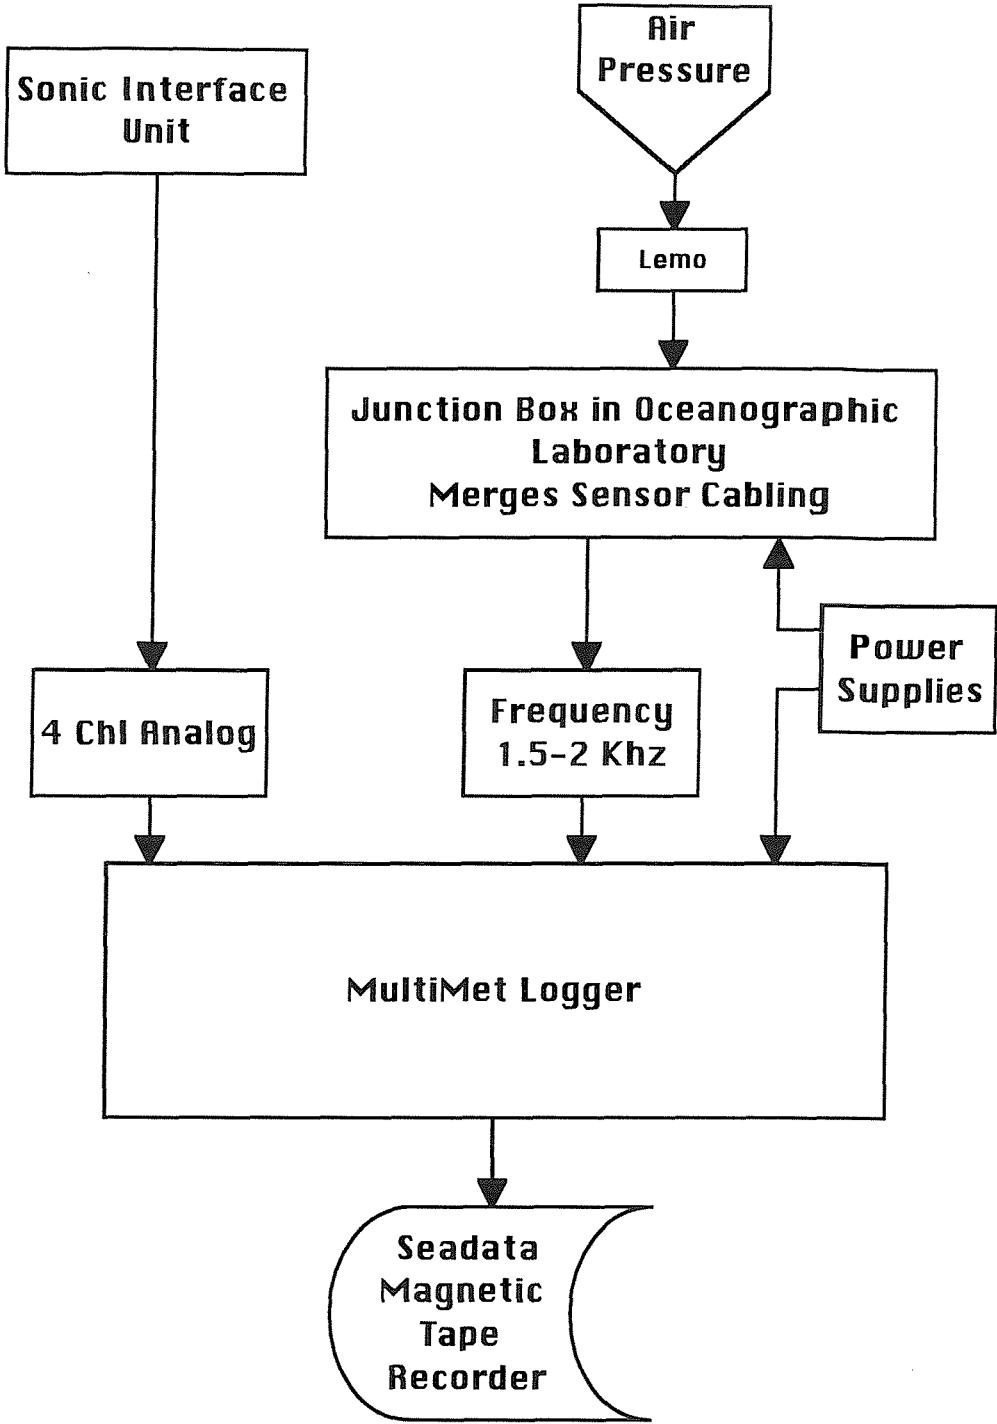 Sonic Interface
Unit
Air
Pressure
Lemo
Junction Box in Oceanographic
Laboratory
Merges Sensor Cabling
Power
Supplies
4 Chl Analog
Frequency
1.5-2 Khz
MultiMet Logger
Seadata
Magnetic
Tape
Recorder